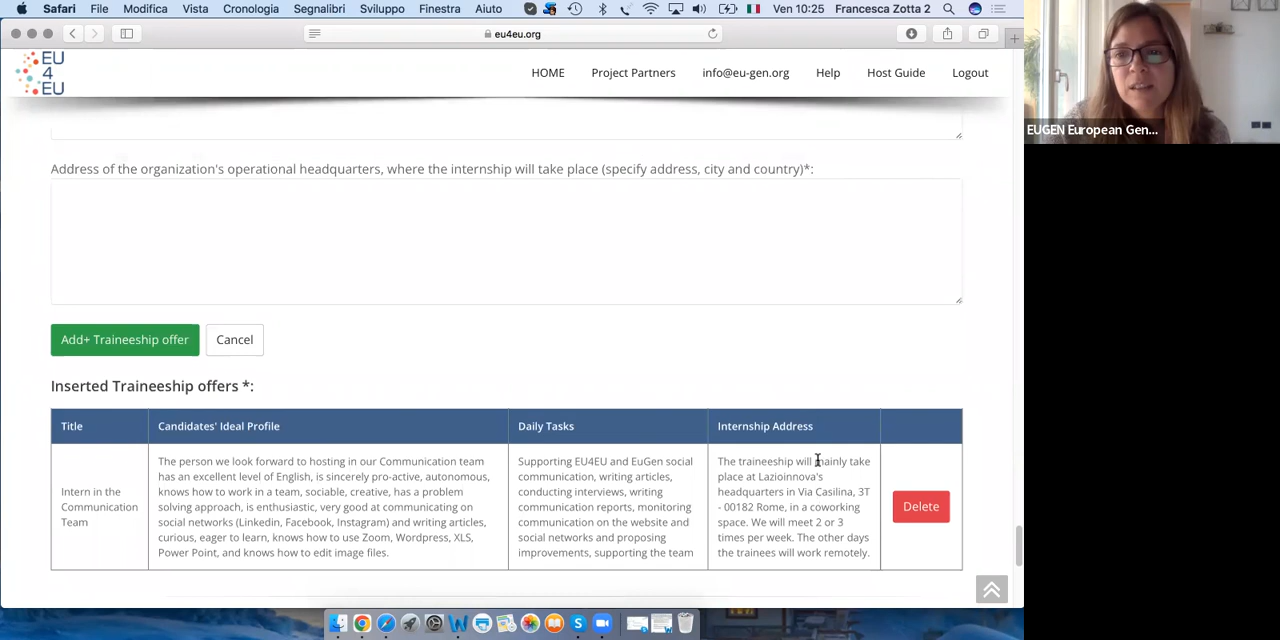 Safari File Modifica Vista Cronologia Segnalibri Sviluppo Finestra Aiuto Ven 10:25 Francesca Zotta 2
eu4eu.org
EU
4
EU
HOME Project Partners info@eu-gen.org Help Host Guide Logout
EUGEN European Gen...
Address of the organization's operational headquarters, where the internship will take place (specify address, city and country)*:
Add+ Traineeship offer Cancel
Inserted Traineeship offers *:
Title Candidates' Ideal Profile Daily Tasks Internship Address
Intern in the
Communication
Team
The person we look forward to hosting in our Communication team
has an excellent level of English, is sincerely pro-active, autonomous,
knows how to work in a team, sociable, creative, has a problem
solving approach, is enthusiastic, very good at communicating on
social networks (Linkedin, Facebook, Instagram) and writing articles,
curious, eager to learn, knows how to use Zoom, Wordpress, XLS,
Power Point, and knows how to edit image files.
Supporting EU4EU and EuGen social
communication, writing articles,
conducting interviews, writing
communication reports, monitoring
communication on the website and
social networks and proposing
improvements, supporting the team
The traineeship will mainly take
place at Lazioinnova's
headquarters in Via Casilina, 3T
- 00182 Rome, in a coworking
space. We will meet 2 or 3
times per week. The other days
the trainees will work remotely.
Delete